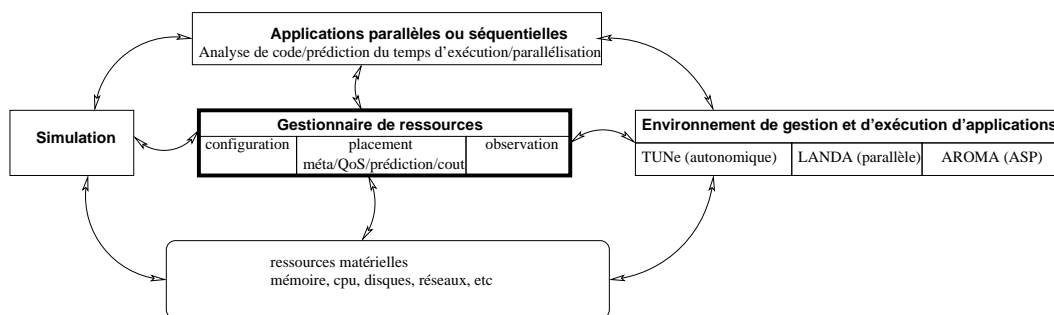 Applications parallèles ou séquentielles
Analyse de code/prédiction du temps d'exécution/parallélisation
Simulation
Gestionnaire de ressources
configuration
placement
méta/QoS/prédiction/cout
observation
Environnement de gestion et d'exécution d'applications
TUNe (autonomique)
LANDA (parallèle)
AROMA (ASP)
ressources matérielles
mémoire, cpu, disques, réseaux, etc